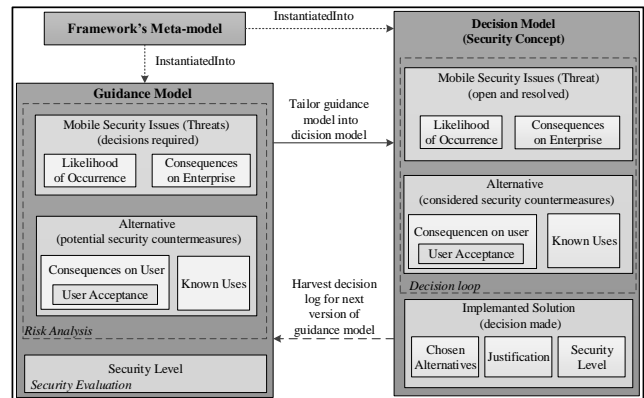 Framework's Meta-model
InstantiatedInto
InstantiatedInto
Guidance Model
Mobile Security Issues (Threats)
(decisions required)
Likelihood
of Occurrence
Consequences
on Enterprise
Alternative
(potential security countermeasures)
Consequences on User
User Acceptance
Known Uses
Risk Analysis
Security Level
Security Evaluation
Tailor guidance
model into
dicision model
Harvest decision
log for next
version of
guidance model
Decision Model
(Security Concept)
Mobile Security Issues (Threat)
(open and resolved)
Likelihood
of Occurrence
Consequences
on Enterprise
Alternative
(considered security countermeasures)
Consequencen on user
User Acceptance
Known Uses
Decision loop
Implemanted Solution
(decision made)
Chosen
Alternatives
Justification
Security
Level